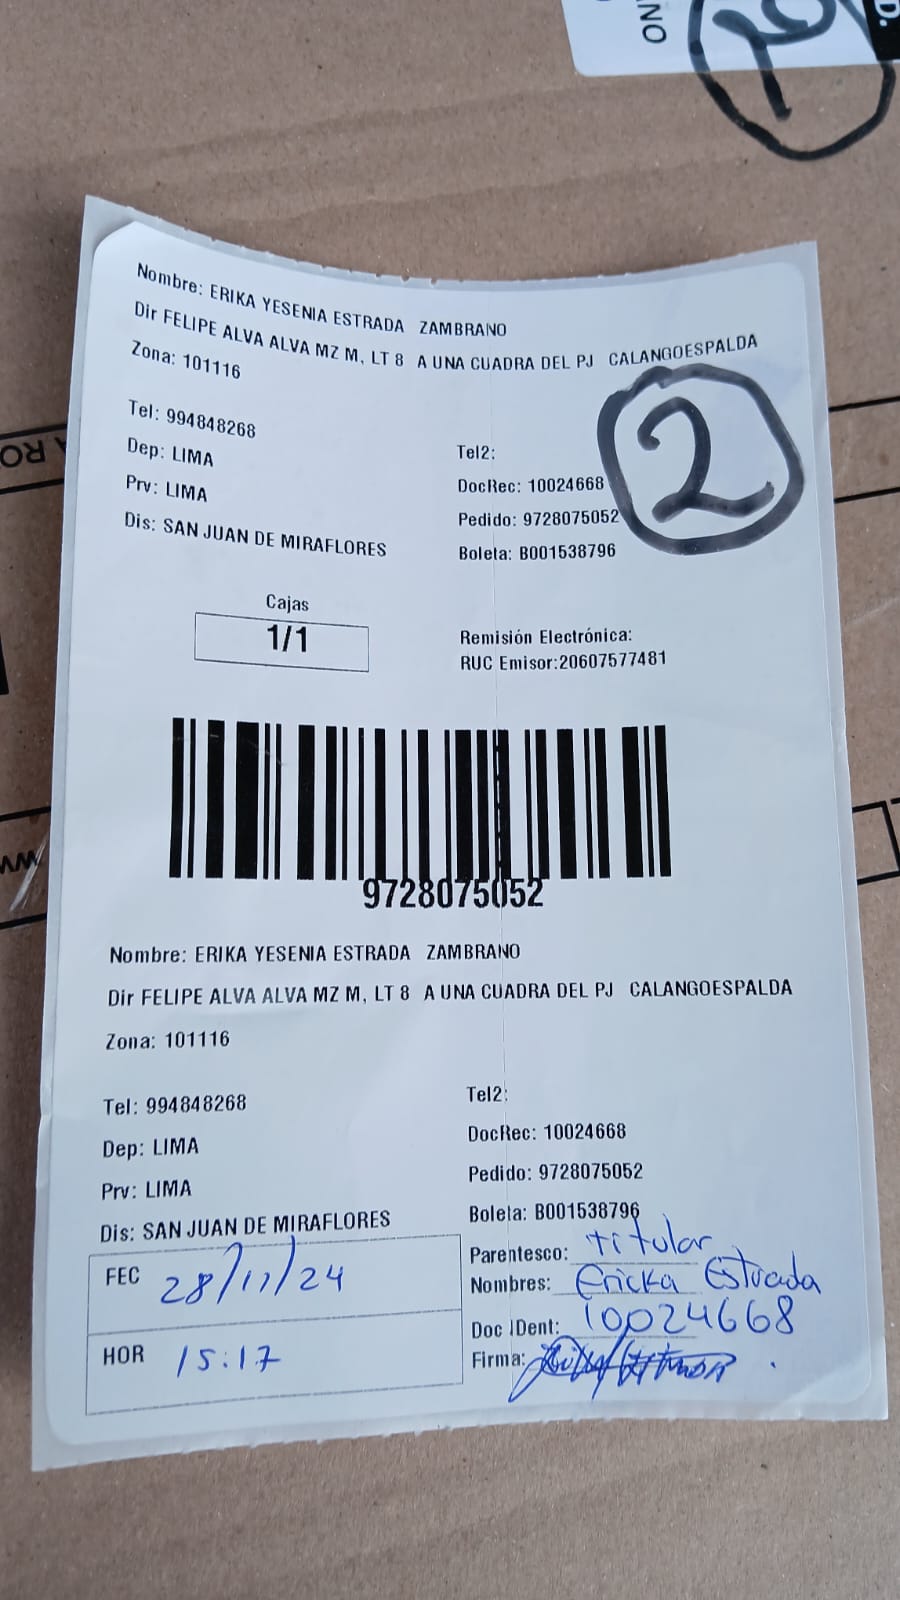 NO
2
Nombre: ERIKA YESENIA ESTRADA ZAMBRANO
Dir FELIPE ALVA ALVA MZ M, LT 8 A UNA CUADRA DEL PJ CALANGOESPALDA
Zona: 101116
2
Tel: 994848268
Tel2:
Dep: LIMA
DocRec: 10024668
Prv: LIMA
Pedido: 9728075052
Dis: SAN JUAN DE MIRAFLORES
Boleta: B001538796
Cajas
1/1
Remisión Electrónica:
RUC Emisor:20607577481
9728075052
Nombre: ERIKA YESENIA ESTRADA ZAMBRANO
Dir FELIPE ALVA ALVA MZ M, LT 8 A UNA CUADRA DEL PJ CALANGOESPALDA
Zona: 101116
Tel: 994848268
Tel2:
Dep: LIMA
DocRec: 10024668
Prv: LIMA
Pedido: 9728075052
Dis: SAN JUAN DE MIRAFLORES
Boleta: B001538796
FEC 28/11/24
Parentesco: titular
Nombres: Ericka Estrada
HOR 15:17
Doc IDent: 10024668
Firma: